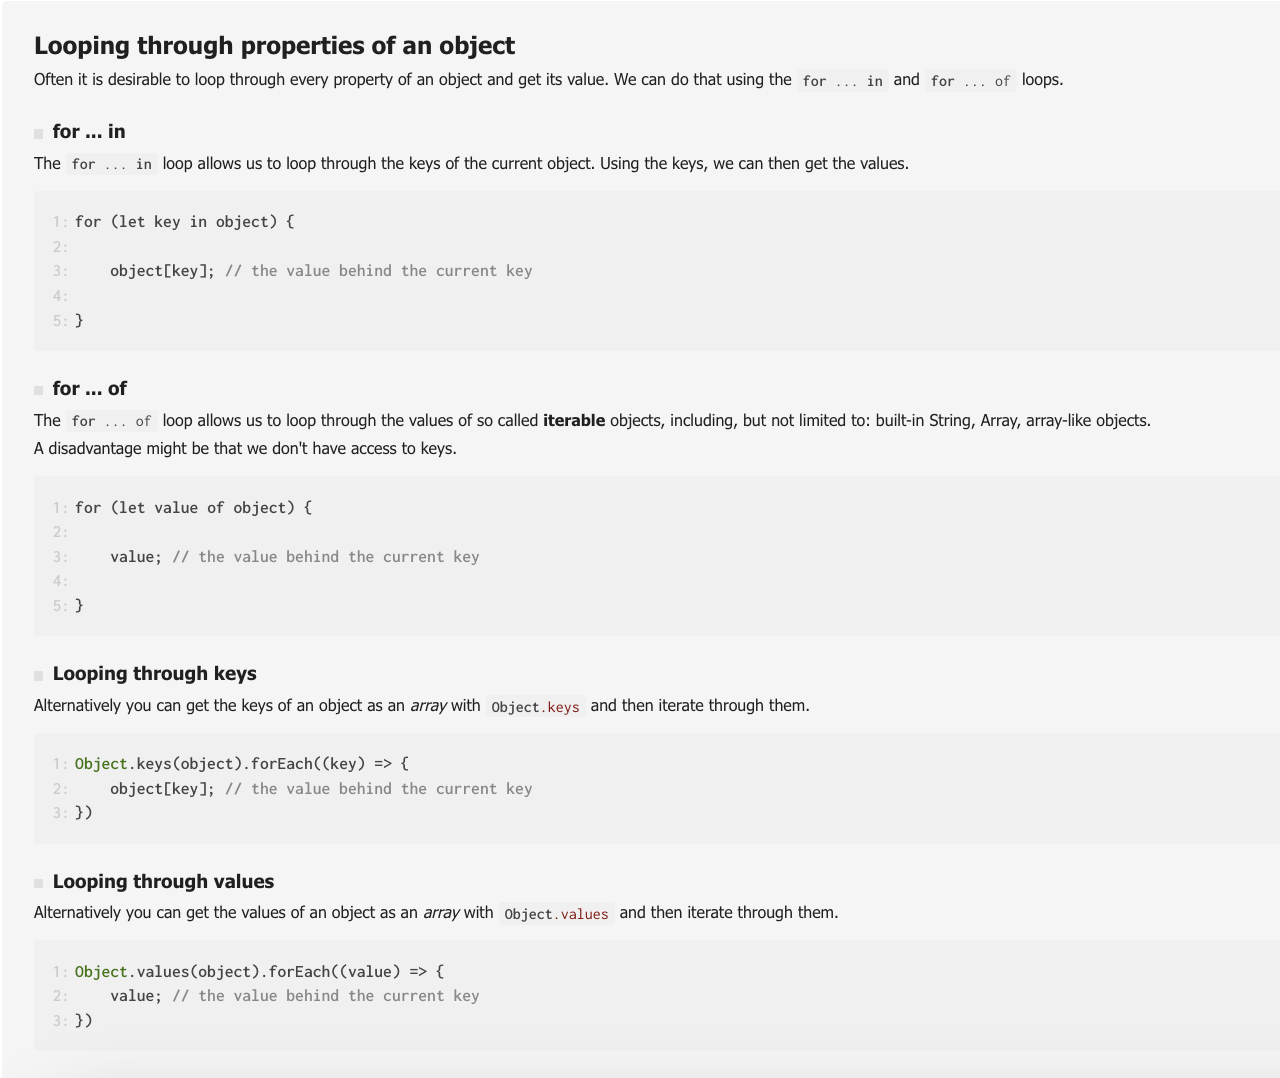 Looping through properties of an object
Often it is desirable to loop through every property of an object and get its value. We can do that using the for ... in and for ... of loops.
for ... in
The for ... in loop allows us to loop through the keys of the current object. Using the keys, we can then get the values.
1: for (let key in object) {
2:
3:     object[key]; // the value behind the current key
4:
5: }
for ... of
The for ... of loop allows us to loop through the values of so called iterable objects, including, but not limited to: built-in String, Array, array-like objects.
A disadvantage might be that we don't have access to keys.
1: for (let value of object) {
2:
3:     value; // the value behind the current key
4:
5: }
Looping through keys
Alternatively you can get the keys of an object as an array with Object.keys and then iterate through them.
1: Object.keys(object).forEach((key) => {
2:     object[key]; // the value behind the current key
3: })
Looping through values
Alternatively you can get the values of an object as an array with Object.values and then iterate through them.
1: Object.values(object).forEach((value) => {
2:     value; // the value behind the current key
3: })